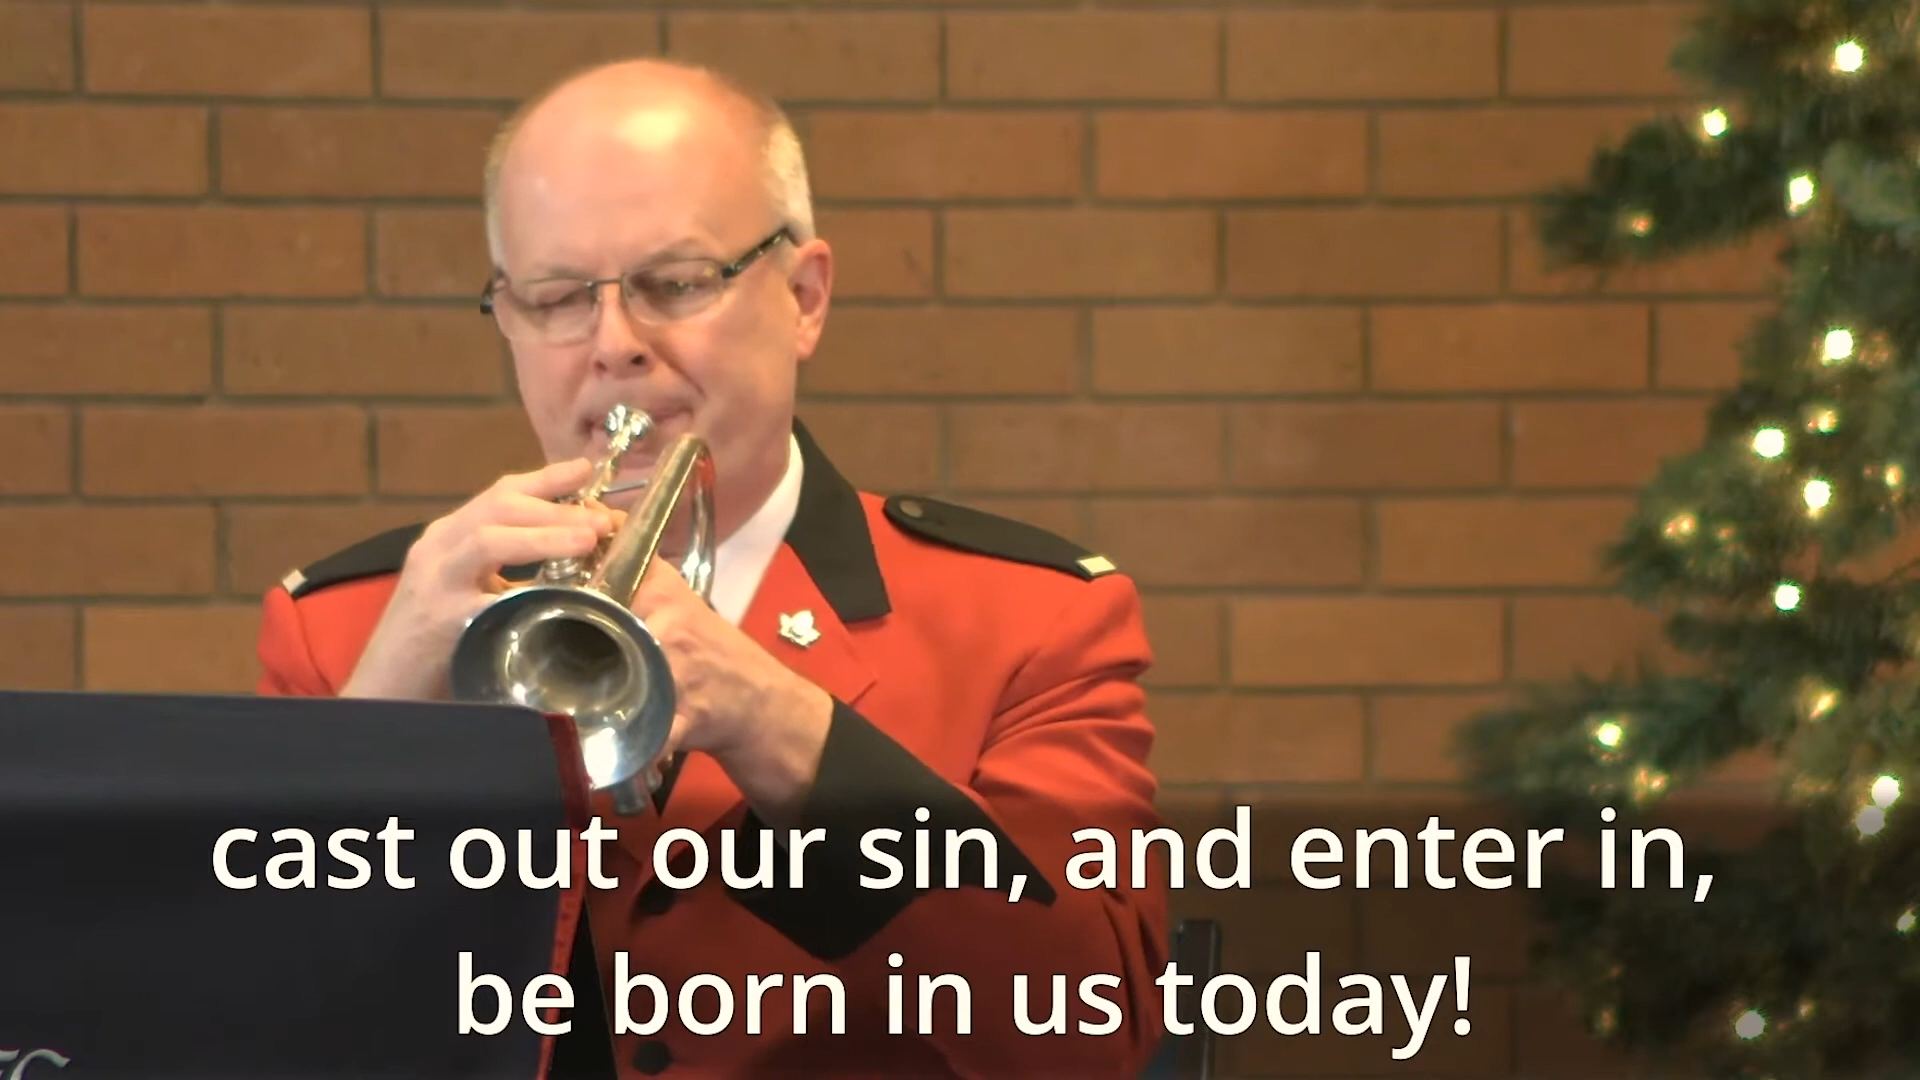 cast out our sin, and enter in,
be born in us today!